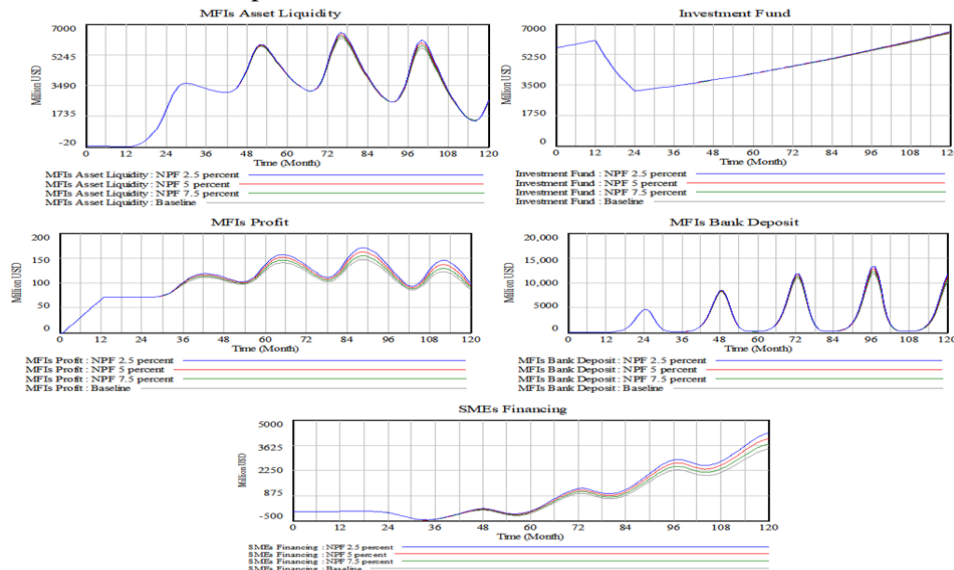 MFIs Asset Liquidity
7000
5245
3490
1735
-20
Million USD
0 12 24 36 48 60 72 84 96 108 120
Time (Month)
MFIs Asset Liquidity : NPF 2.5 percent
MFIs Asset Liquidity : NPF 5 percent
MFIs Asset Liquidity : NPF 7.5 percent
MFIs Asset Liquidity : Baseline
Investment Fund
7000
5250
3500
1750
0
Million USD
0 12 24 36 48 60 72 84 96 108 120
Time (Month)
Investment Fund : NPF 2.5 percent
Investment Fund : NPF 5 percent
Investment Fund : NPF 7.5 percent
Investment Fund : Baseline
MFIs Profit
200
150
100
50
0
Million USD
0 12 24 36 48 60 72 84 96 108 120
Time (Month)
MFIs Profit : NPF 2.5 percent
MFIs Profit : NPF 5 percent
MFIs Profit : NPF 7.5 percent
MFIs Profit : Baseline
MFIs Bank Deposit
20,000
15,000
10,000
5000
0
Million USD
0 12 24 36 48 60 72 84 96 108 120
Time (Month)
MFIs Bank Deposit : NPF 2.5 percent
MFIs Bank Deposit : NPF 5 percent
MFIs Bank Deposit : NPF 7.5 percent
MFIs Bank Deposit : Baseline
SMEs Financing
5000
3625
2250
875
-500
Million USD
0 12 24 36 48 60 72 84 96 108 120
Time (Month)
SMEs Financing : NPF 2.5 percent
SMEs Financing : NPF 5 percent
SMEs Financing : NPF 7.5 percent
SMEs Financing : Baseline